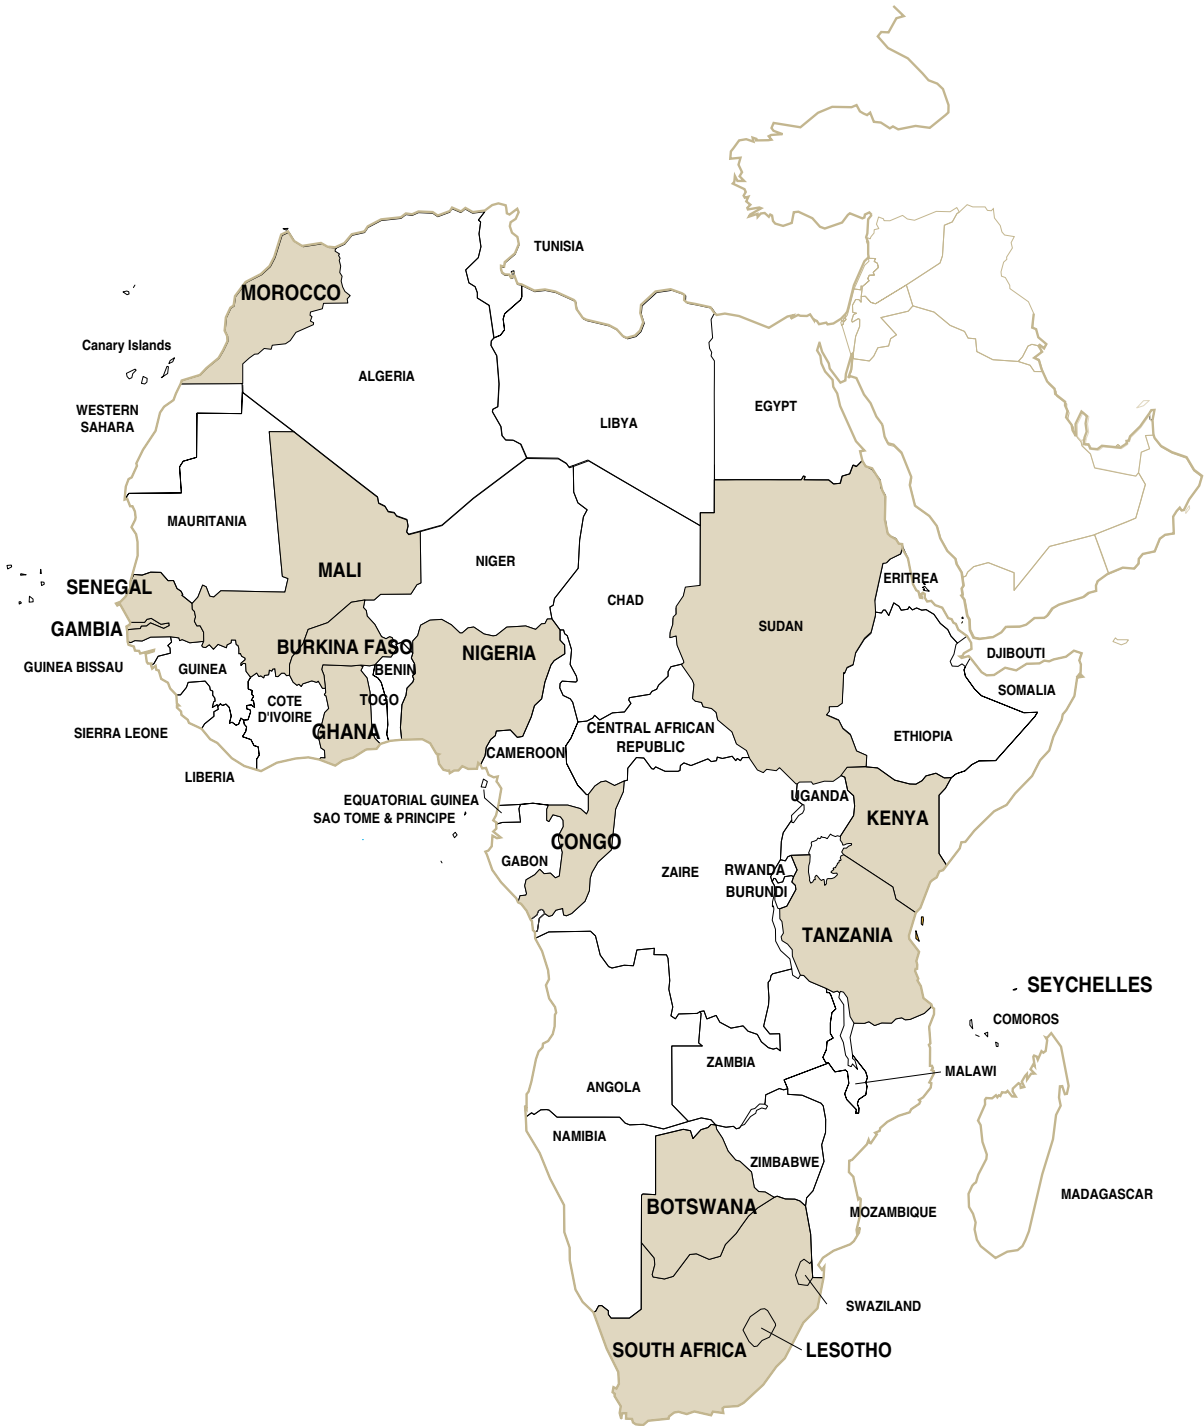 TUNISIA
MOROCCO
Canary Islands
ALGERIA
WESTERN
SAHARA
LIBYA
EGYPT
MAURITANIA
MALI
NIGER
CHAD
SENEGAL
ERITREA
GAMBIA
SUDAN
BURKINA FASO
NIGERIA
DJIBOUTI
GUINEA BISSAU
GUINEA
BENIN
SOMALIA
TOGO
COTE
D'IVOIRE
GHANA
SIERRA LEONE
CENTRAL AFRICAN
REPUBLIC
ETHIOPIA
CAMEROON
LIBERIA
UGANDA
EQUATORIAL GUINEA
SAO TOME & PRINCIPE
KENYA
CONGO
GABON
ZAIRE
RWANDA
BURUNDI
TANZANIA
SEYCHELLES
COMOROS
ZAMBIA
MALAWI
ANGOLA
NAMIBIA
ZIMBABWE
MADAGASCAR
BOTSWANA
MOZAMBIQUE
SWAZILAND
SOUTH AFRICA
LESOTHO